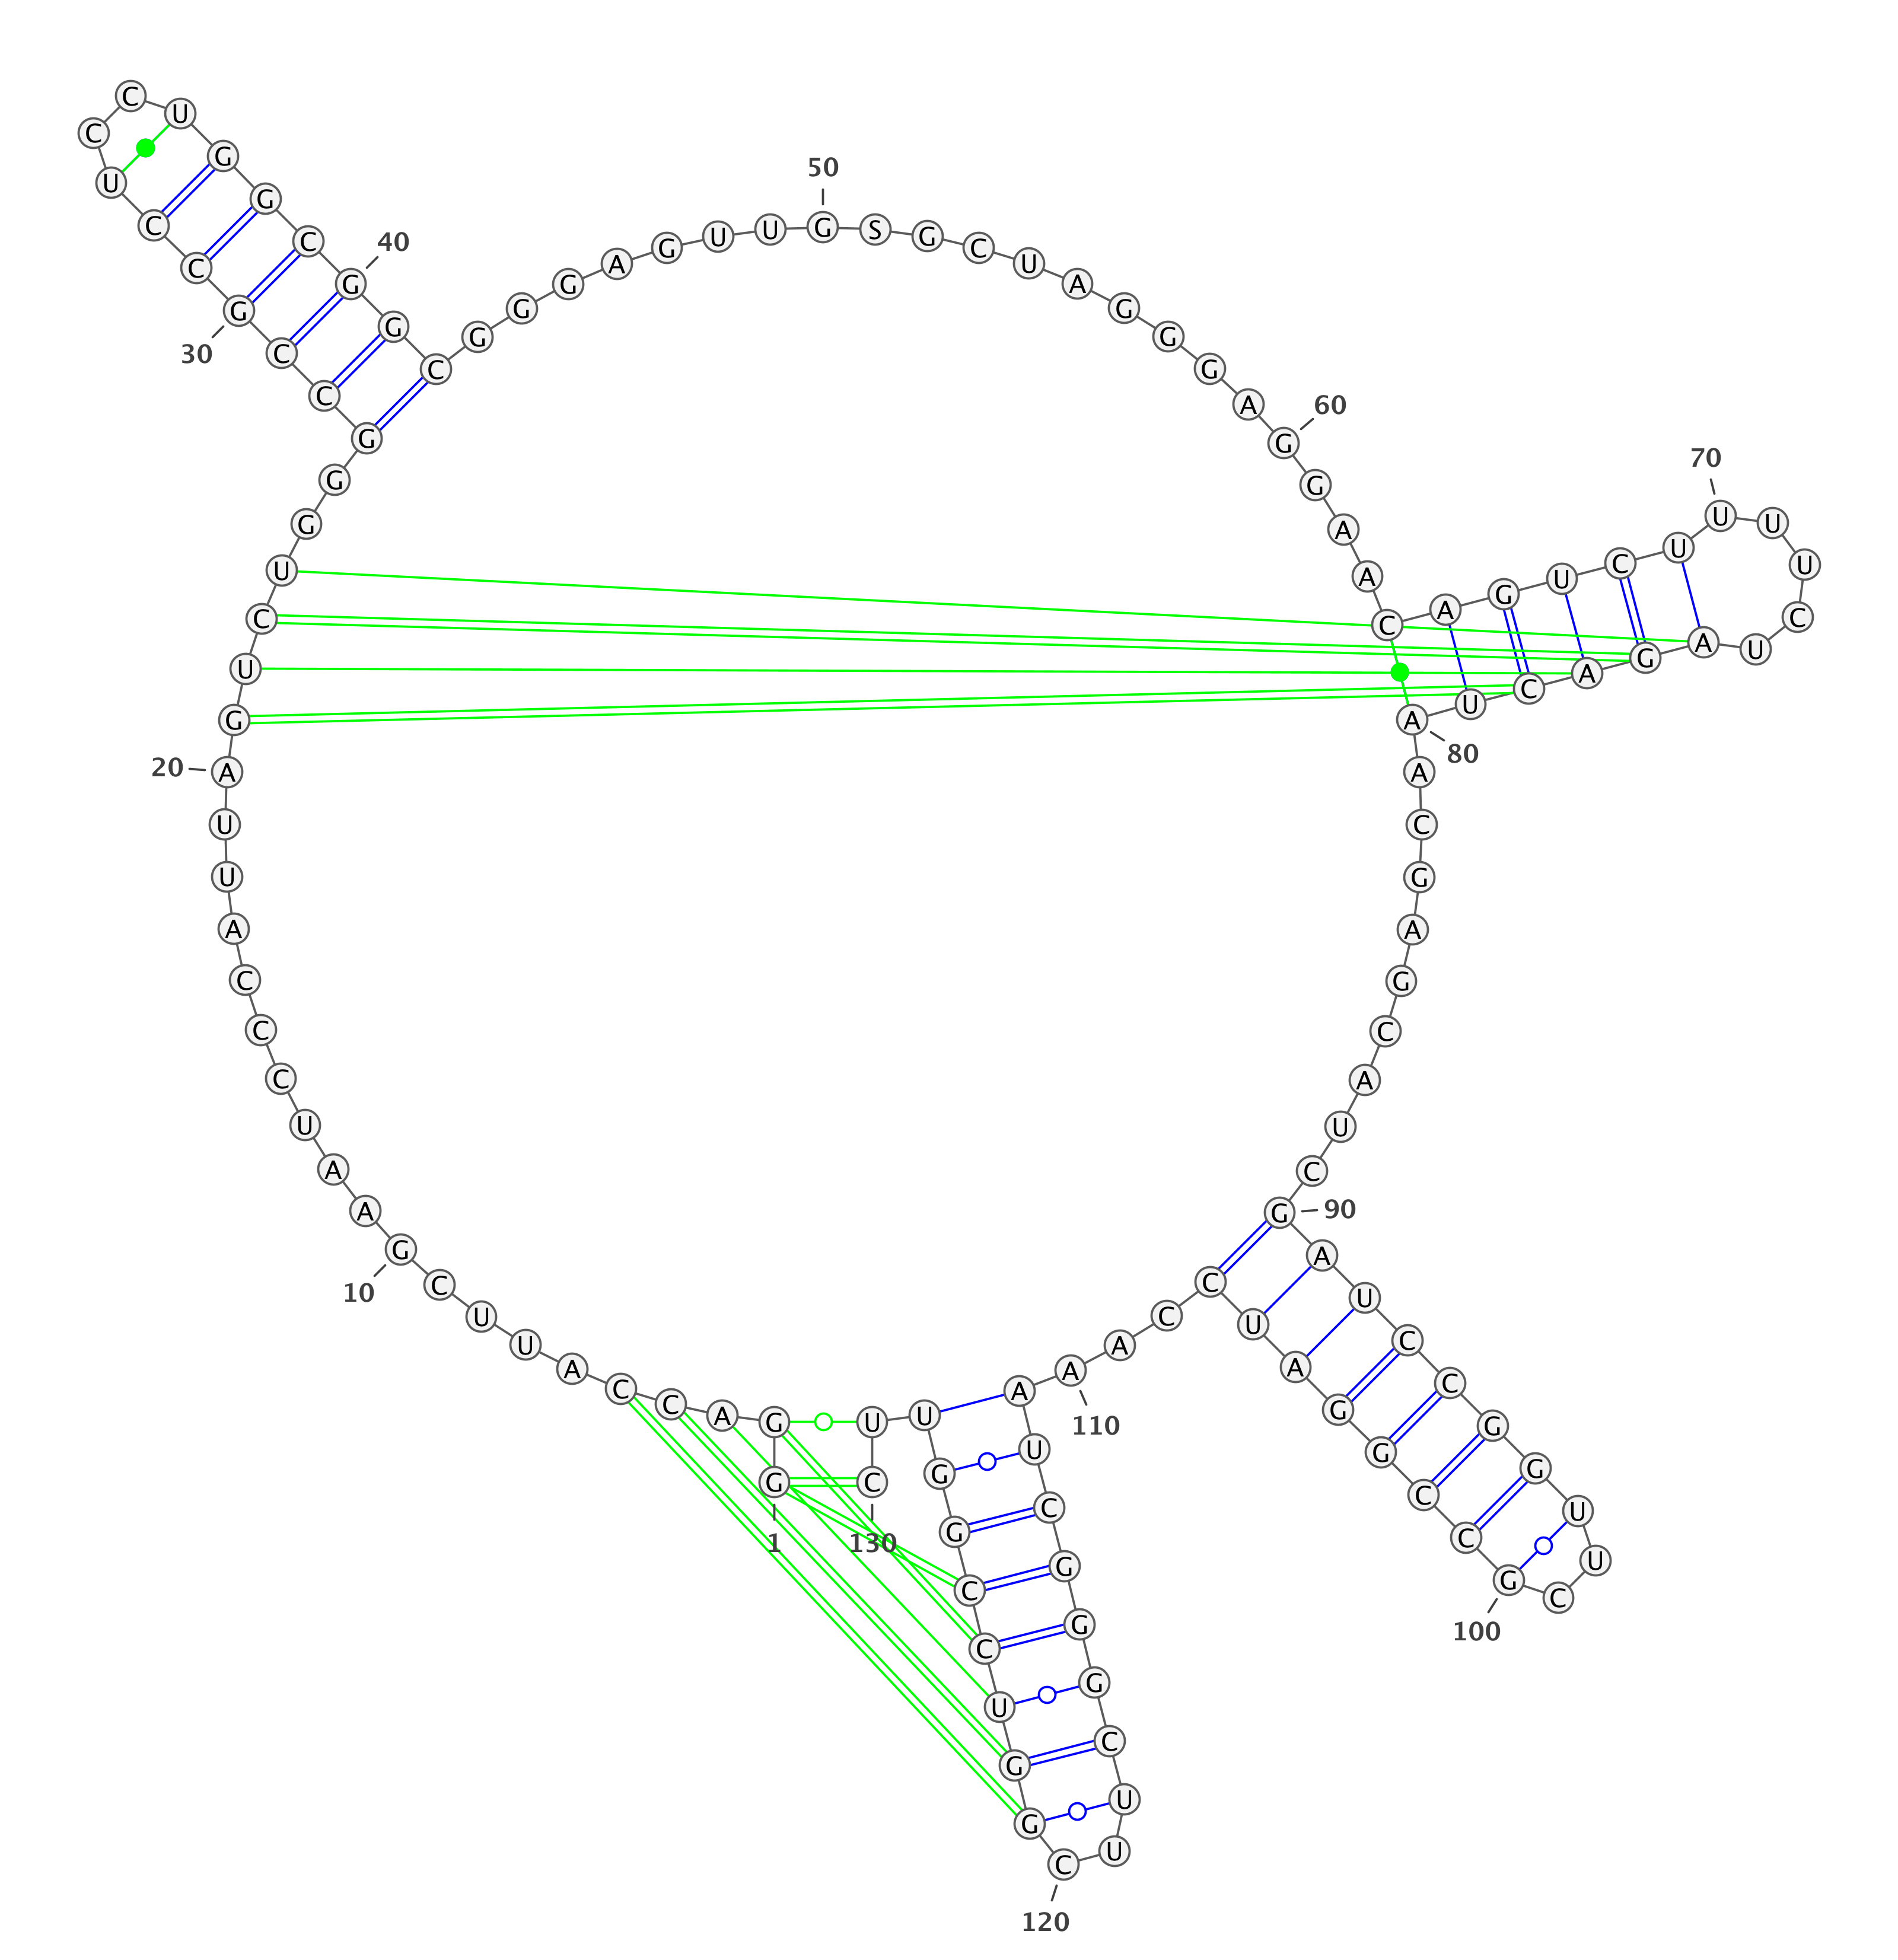 G
1
G A C C A U U C G
10
A A U C C C A U U A
20
G U C U G G G C C G
30
C C U C C U G G C G
40
G C G G G A G U U G
50
S G C U A G G G A G
60
G A A C A G U C U U
70
U U C U A G A C U A
80
A C G A G C A U C G
90
A U C C G G U U C G
100
C C G G A U C C A A
110
A U C G G G C U U C
120
G G U C C G G U U C
130